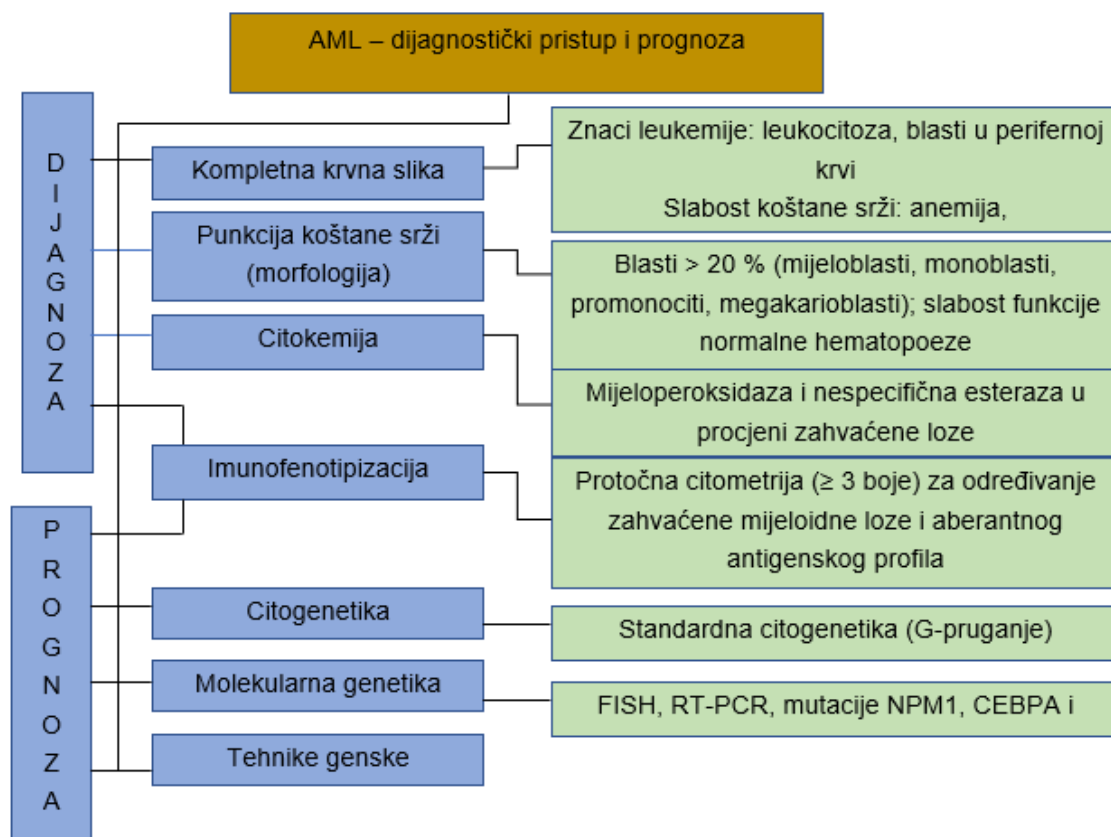 AML – dijagnostički pristup i prognoza
DIJAGNOZA
Kompletna krvna slika
Znaci leukemije: leukocitoza, blasti u perifernoj
krvi
Slabost koštane srži: anemija,
Punkcija koštane srži
(morfologija)
Blasti > 20 % (mijeloblasti, monoblasti,
promonociti, megakarioblasti); slabost funkcije
normalne hematopoeze
Citokemija
Mijeloperoksidaza i nespecifična esteraza u
procjeni zahvaćene loze
Imunofenotipizacija
Protočna citometrija (≥ 3 boje) za određivanje
zahvaćene mijeloidne loze i aberantnog
antigenskog profila
PROGNOZA
Citogenetika
Standardna citogenetika (G-pruganje)
Molekularna genetika
FISH, RT-PCR, mutacije NPM1, CEBPA i
Tehnike genske